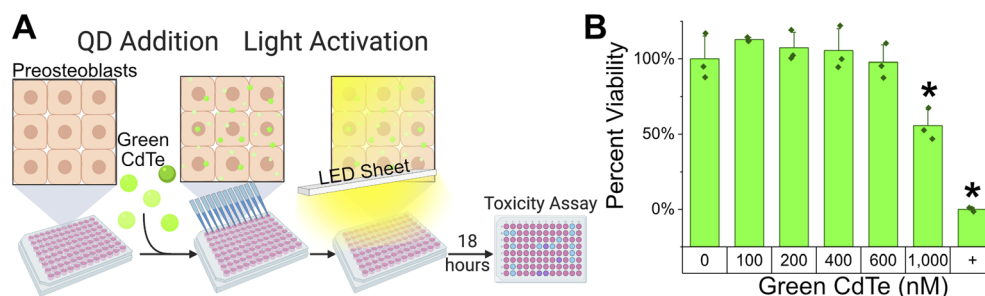 A
QD Addition
Light Activation
Preosteoblasts
Green
CdTe
LED Sheet
18
hours
Toxicity Assay
B
Percent Viability
100%
50%
0%
*
*
0
100
200
400
600
1,000
+
Green CdTe (nM)